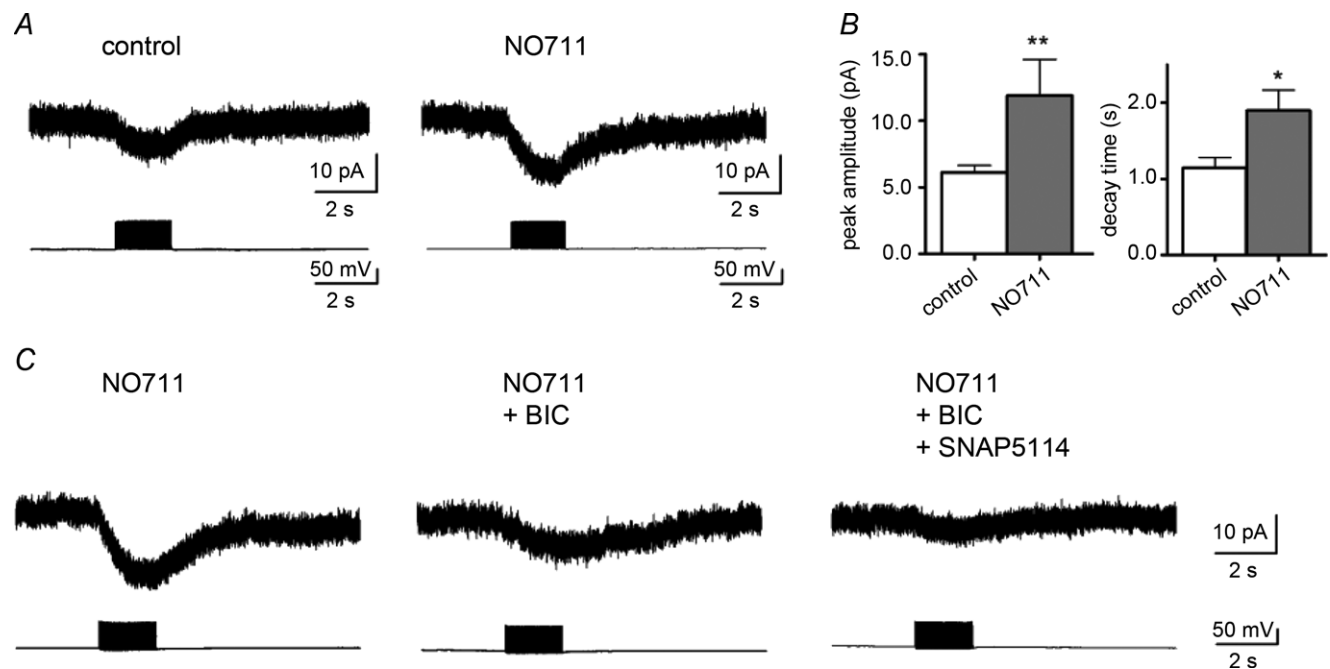 A
control
NO711
10 pA
2 s
10 pA
2 s
50 mV
2 s
50 mV
2 s
B
peak amplitude (pA)
15.0
10.0
5.0
0.0
**
control
NO711
decay time (s)
2.0
1.0
0.0
*
control
NO711
C
NO711
NO711
+ BIC
NO711
+ BIC
+ SNAP5114
10 pA
2 s
50 mV
2 s